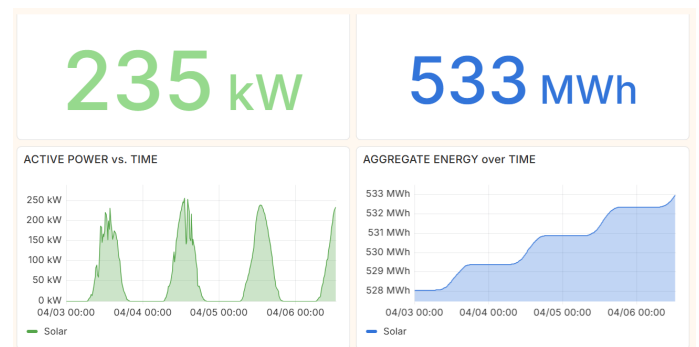 235 kW
533 MWh
ACTIVE POWER vs. TIME
250 kW
200 kW
150 kW
100 kW
50 kW
0 kW
04/03 00:00 04/04 00:00 04/05 00:00 04/06 00:00
Solar
AGGREGATE ENERGY over TIME
533 MWh
532 MWh
531 MWh
530 MWh
529 MWh
528 MWh
04/03 00:00 04/04 00:00 04/05 00:00 04/06 00:00
Solar